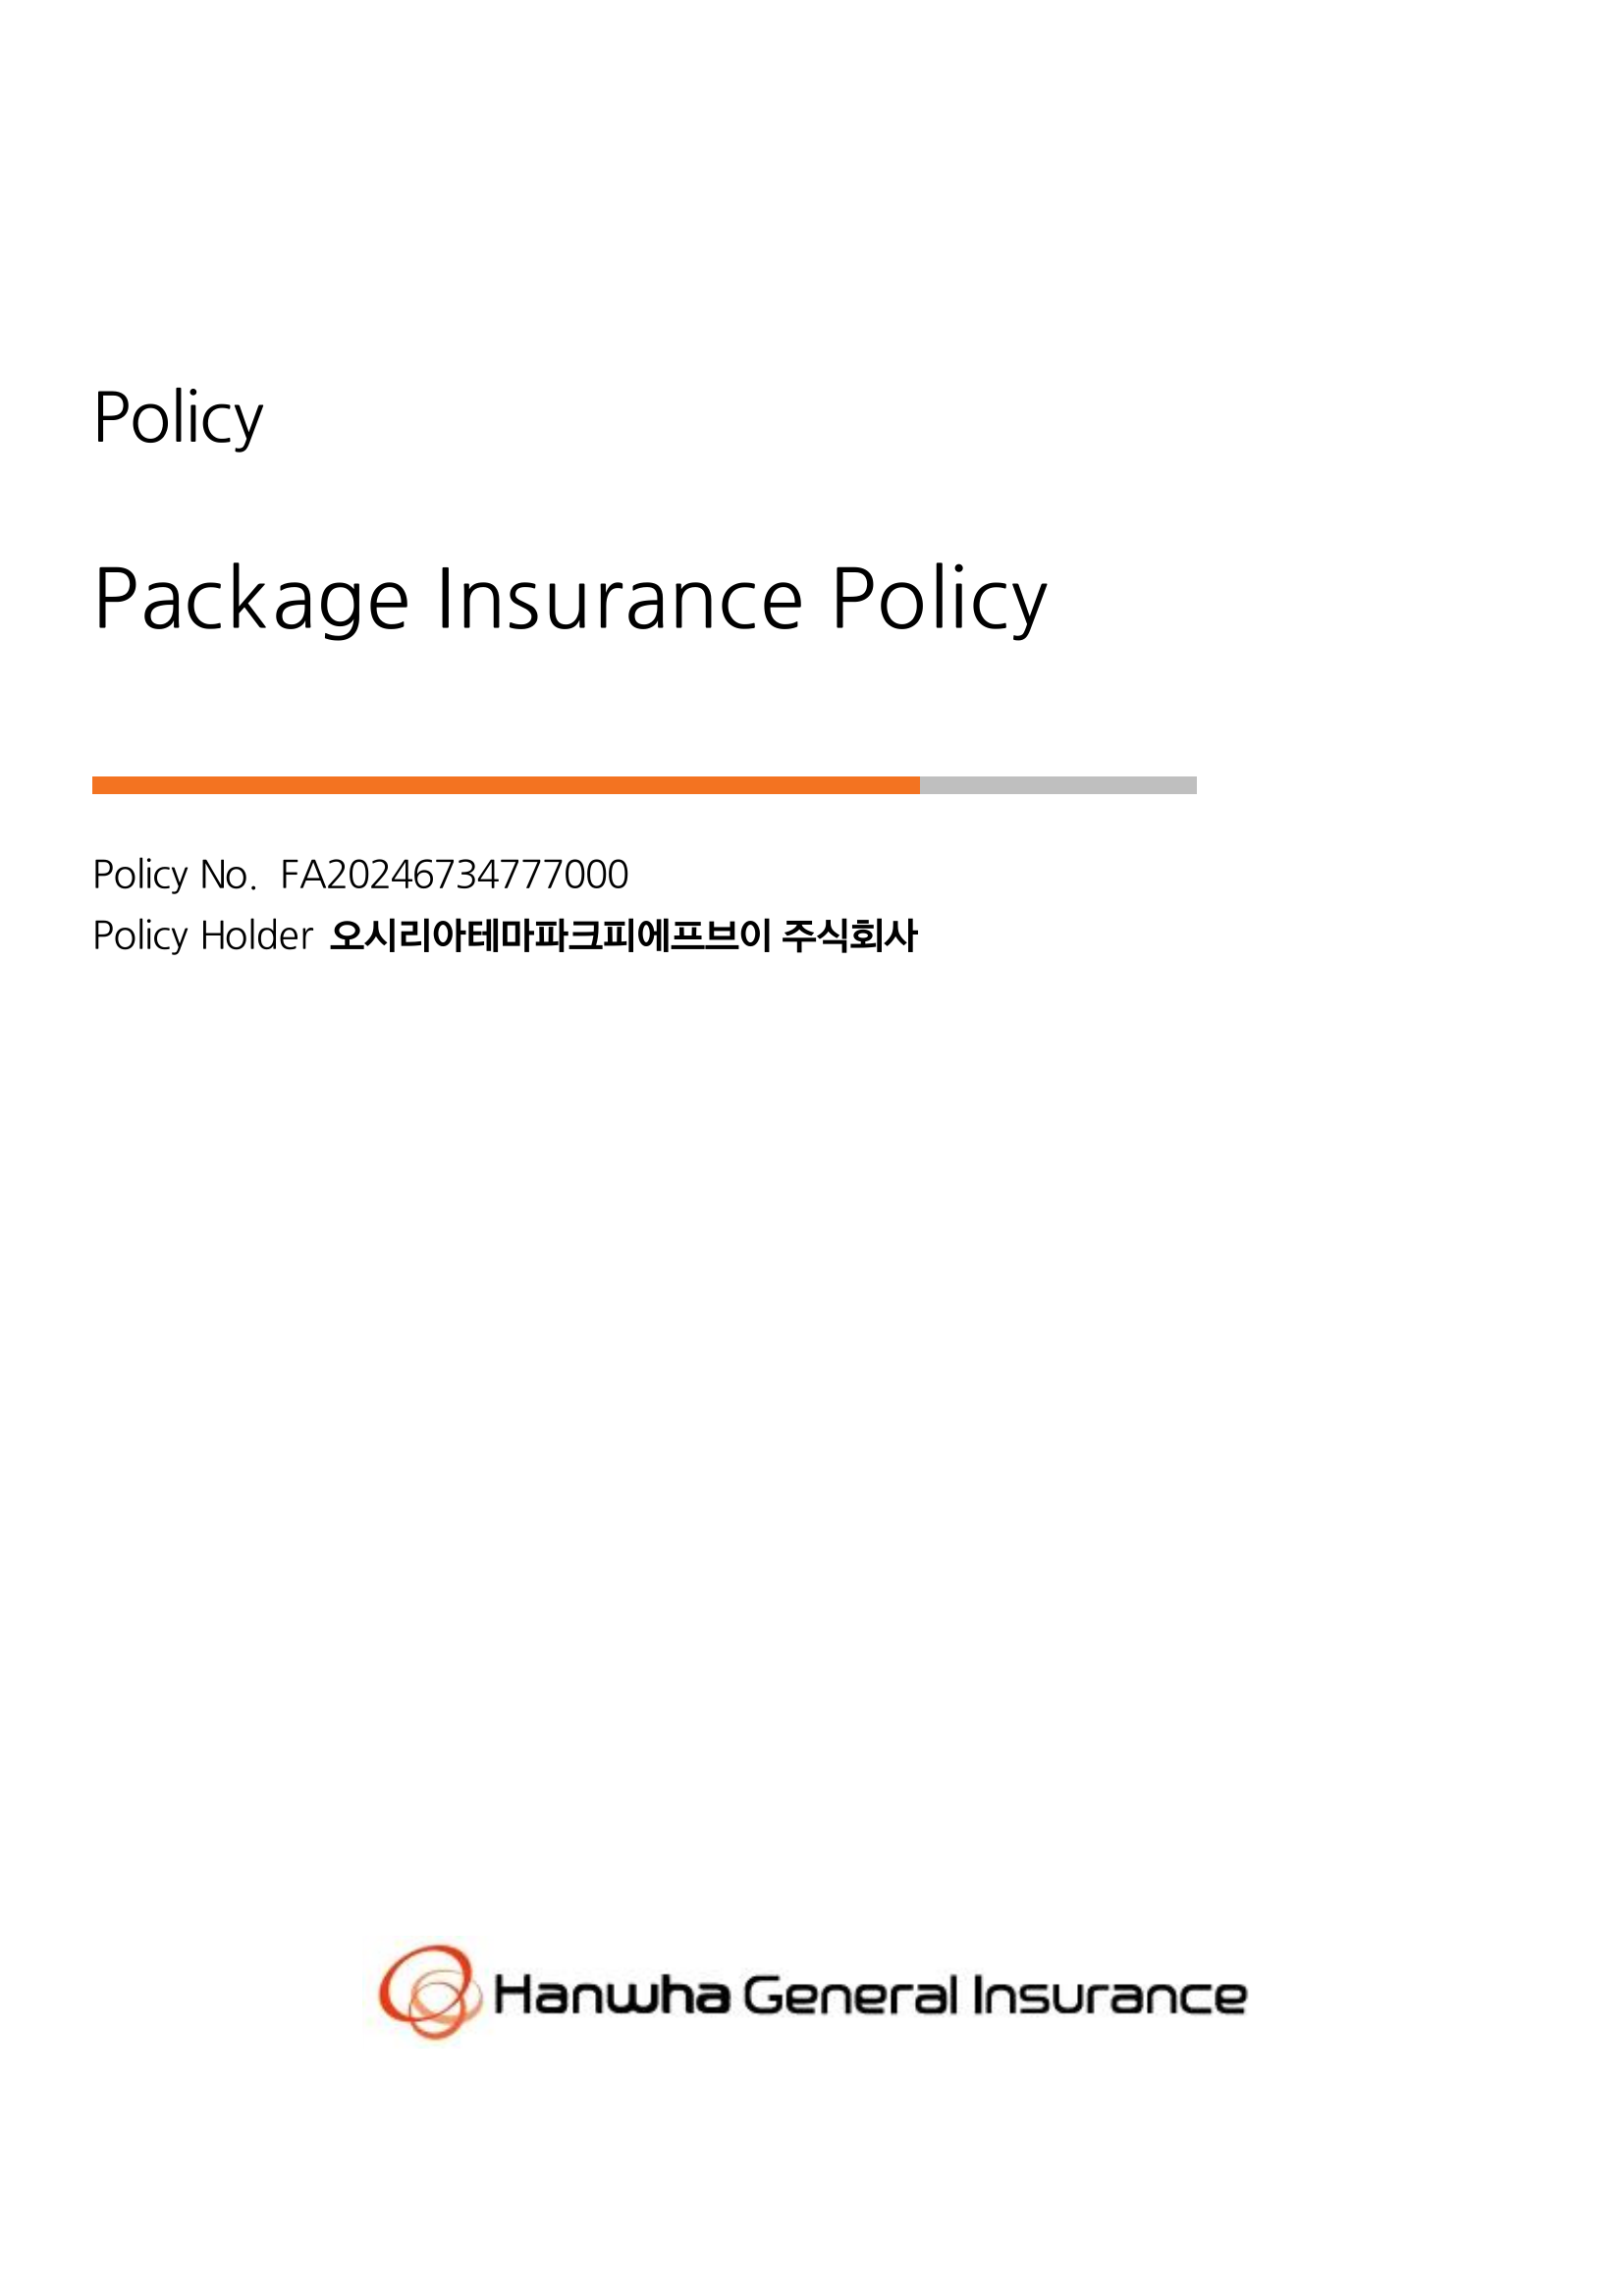 Policy
Package Insurance Policy
Policy No. FA20246734777000
Policy Holder 오시리아테마파크피에프브이 주식회사
Hanwha General Insurance